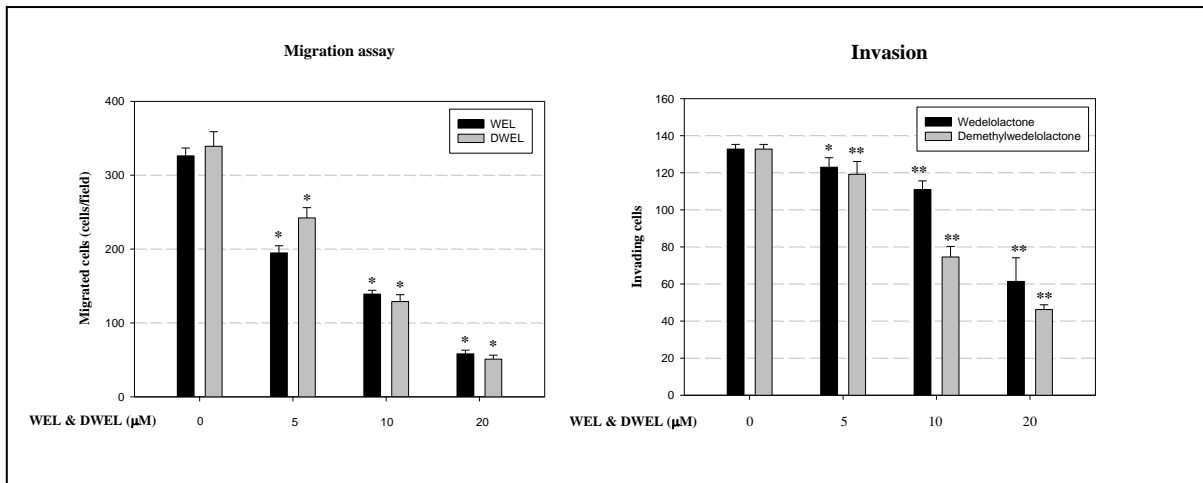 Migration assay
Migrated cells (cells/field)
400
300
200
100
0
WEL
DWEL
*
*
*
*
*
*
WEL & DWEL (µM)
0 5 10 20
Invasion
Invading cells
160
140
120
100
80
60
40
20
0
Wedelolactone
Demethylwedelolactone
*
**
**
**
**
**
WEL & DWEL (µM)
0 5 10 20